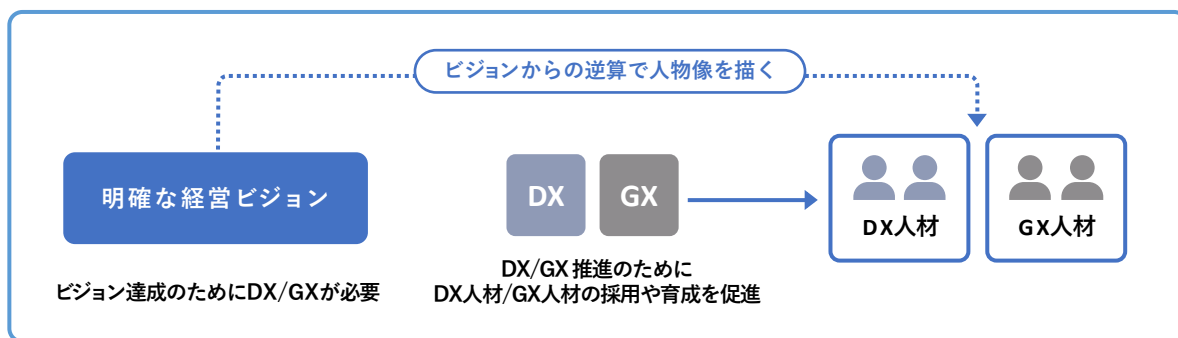 ビジョンからの逆算で人物像を描く
明確な経営ビジョン
DX
GX
DX人材
GX人材
ビジョン達成のためにDX/GXが必要
DX/GX 推進のために
DX人材/GX人材の採用や育成を促進